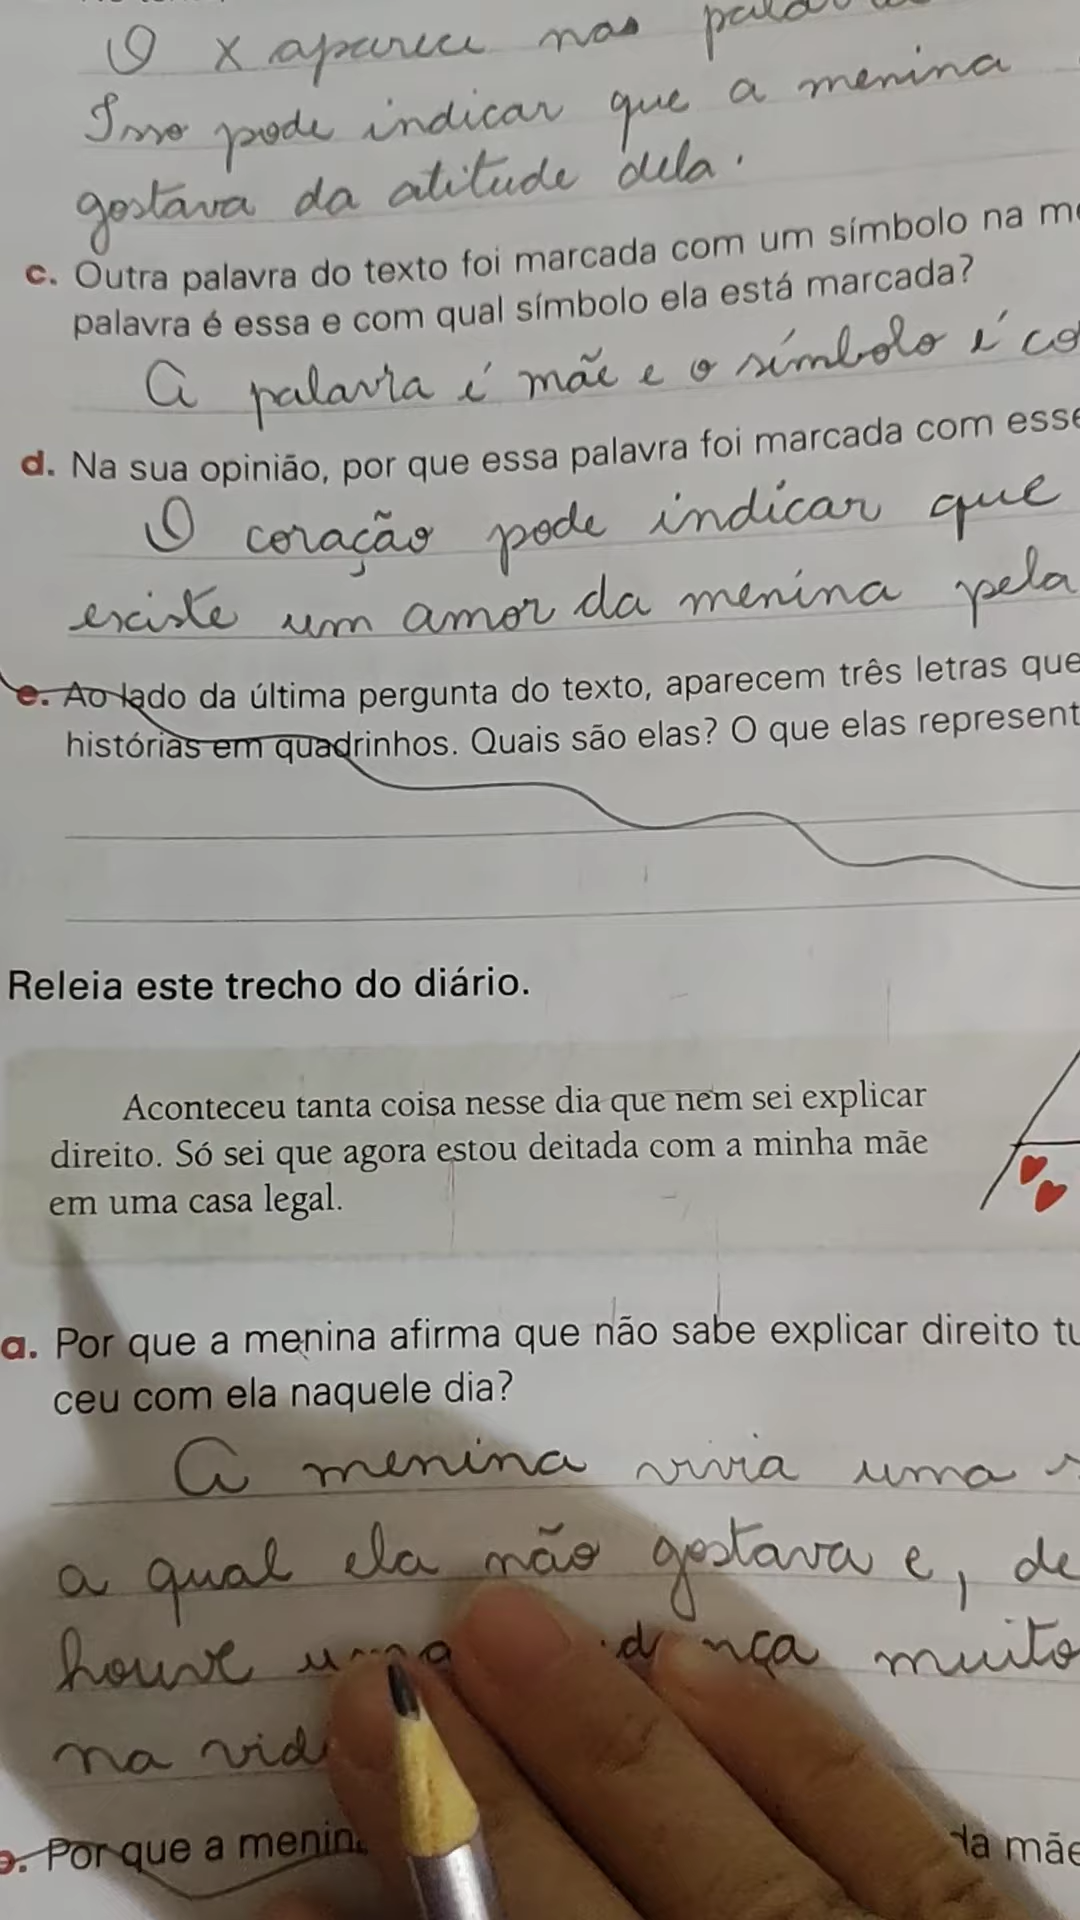 O x aparece nas
Isso pode indicar que a menina
gostava da atitude dela.
c. Outra palavra do texto foi marcada com um símbolo na
palavra é essa e com qual símbolo ela está marcada?
A palavra é mãe e o símbolo é co
d. Na sua opinião, por que essa palavra foi marcada com esse
O coração pode indicar que
existe um amor da menina pela
e. Ao lado da última pergunta do texto, aparecem três letras que
histórias em quadrinhos. Quais são elas? O que elas represent
Releia este trecho do diário.
Aconteceu tanta coisa nesse dia que nem sei explicar
direito. Só sei que agora estou deitada com a minha mãe
em uma casa legal.
a. Por que a menina afirma que não sabe explicar direito tu
ceu com ela naquele dia?
A menina vivia uma
a qual ela não gostava e, de
houve uma muito
na vid
Por que a menin mãe